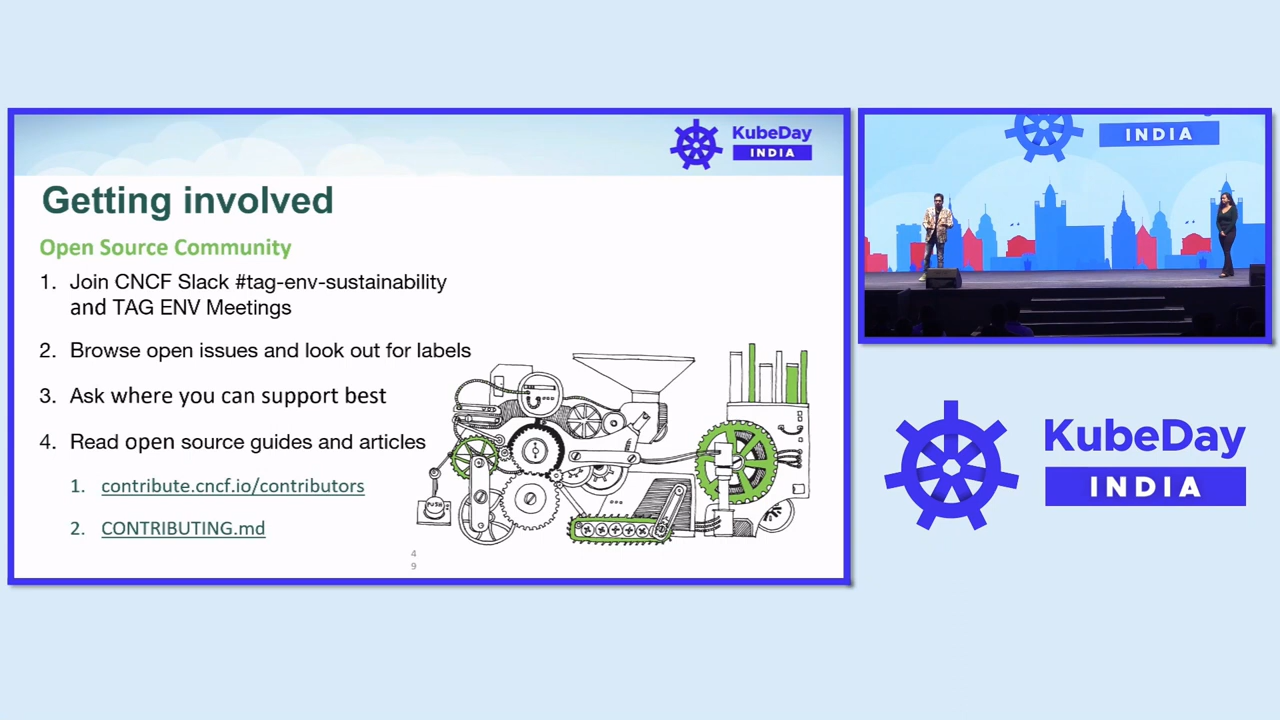 KubeDay
INDIA
Getting involved
Open Source Community
1. Join CNCF Slack #tag-env-sustainability
and TAG ENV Meetings
2. Browse open issues and look out for labels
3. Ask where you can support best
4. Read open source guides and articles
1. contribute.cncf.io/contributors
2. CONTRIBUTING.md
PUSH
4
9
INDIA
KubeDay
INDIA